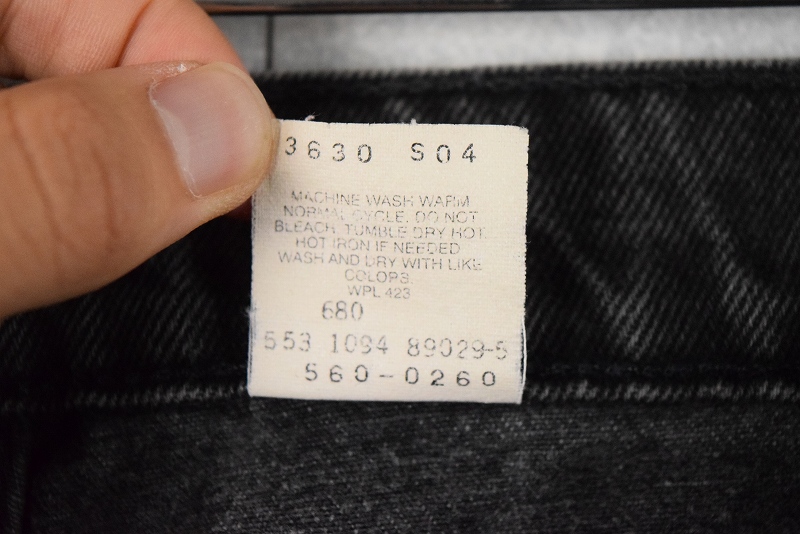 3630 S04
MACHINE WASH WARM
NORMAL CYCLE. DO NOT
BLEACH. TUMBLE DRY HOT.
HOT IRON IF NEEDED
WASH AND DRY WITH LIKE
COLORS.
WPL 423
680
553 1094 89029-5
560-0260